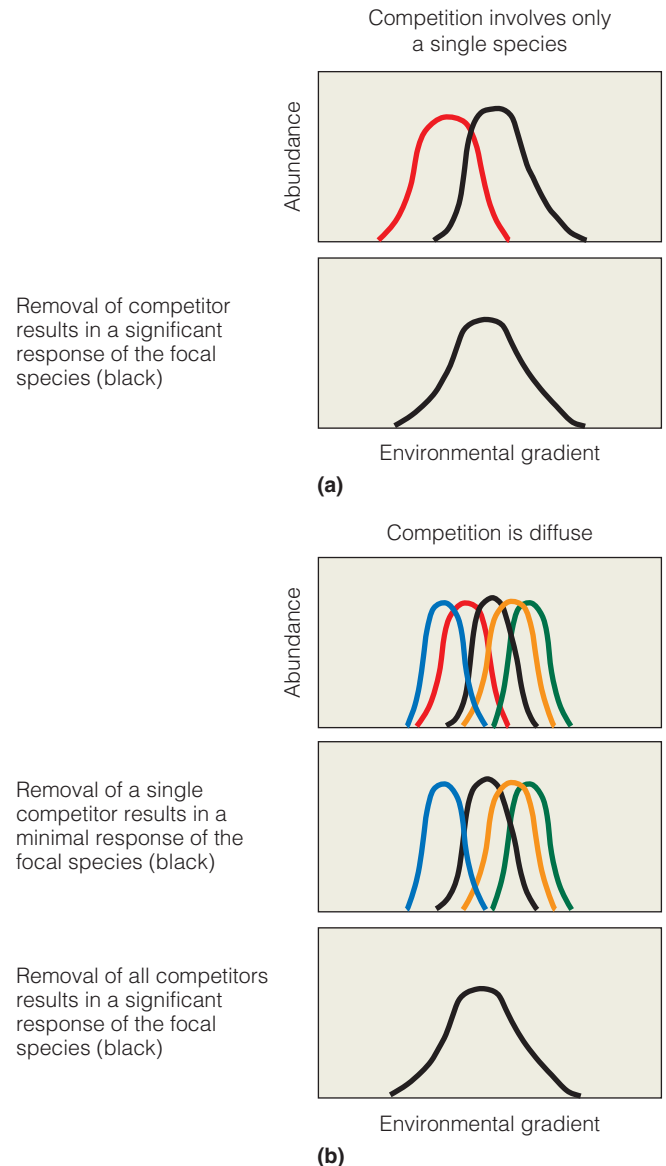 Competition involves only
a single species
Abundance
Removal of competitor
results in a significant
response of the focal
species (black)
Environmental gradient
(a)
Competition is diffuse
Abundance
Removal of a single
competitor results in a
minimal response of the
focal species (black)
Removal of all competitors
results in a significant
response of the focal
species (black)
Environmental gradient
(b)